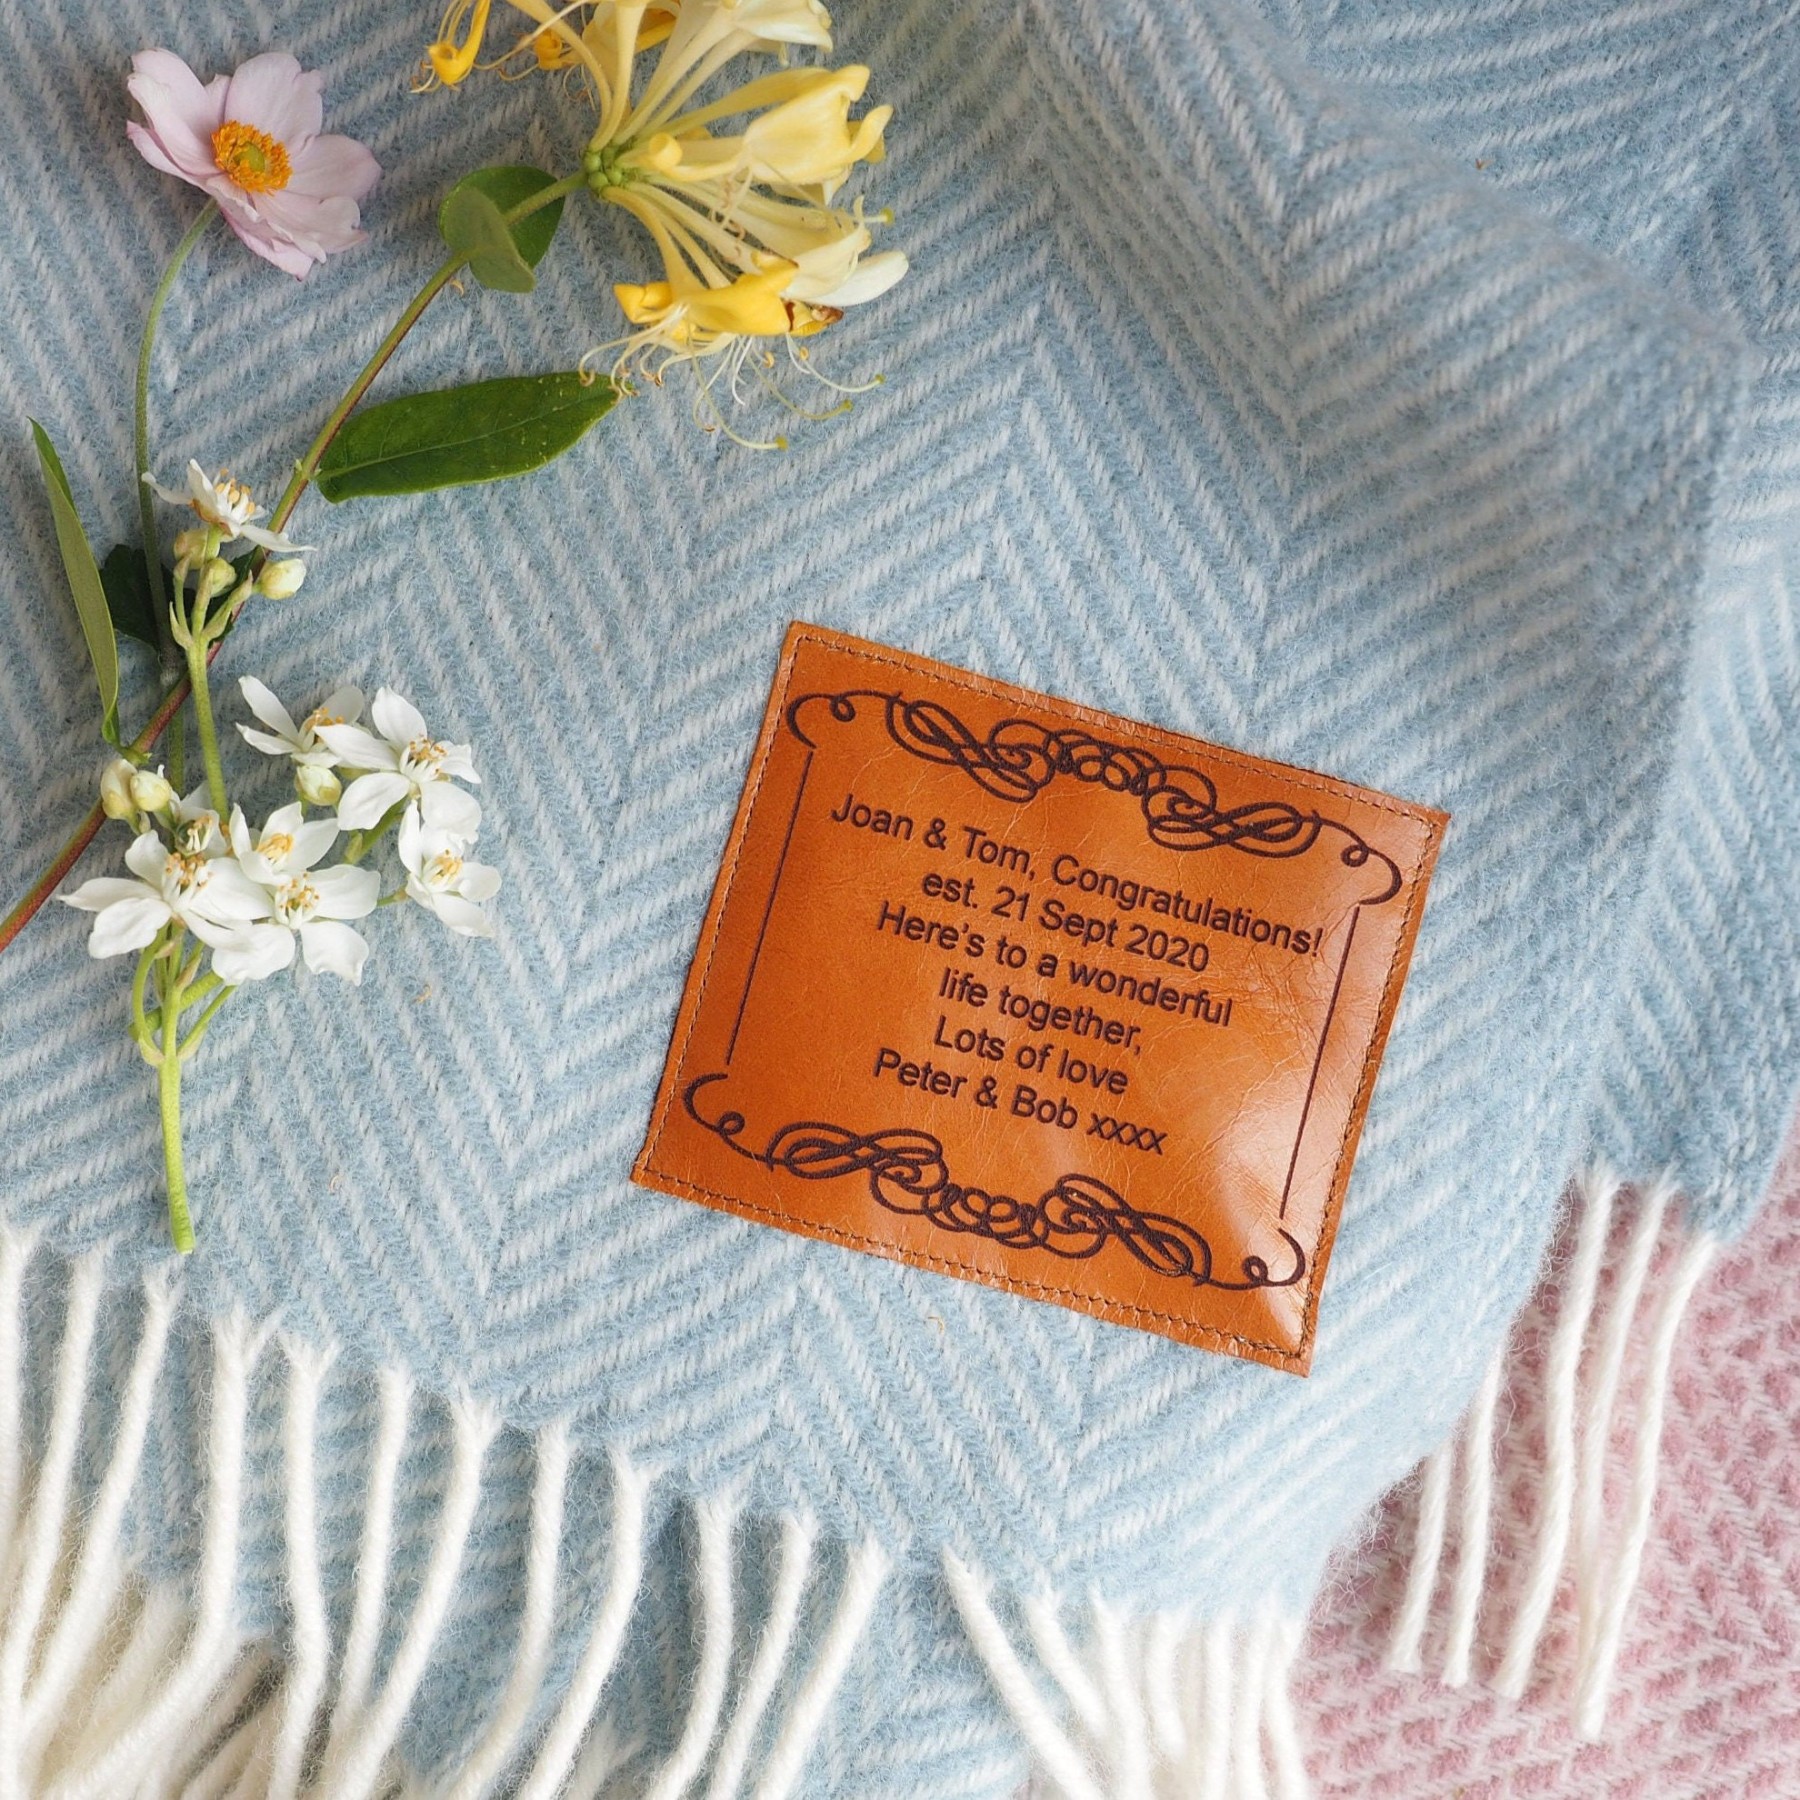 Joan & Tom, Congratulations!
est. 21 Sept 2020
Here's to a wonderful
life together,
Lots of love
Peter & Bob xxxx